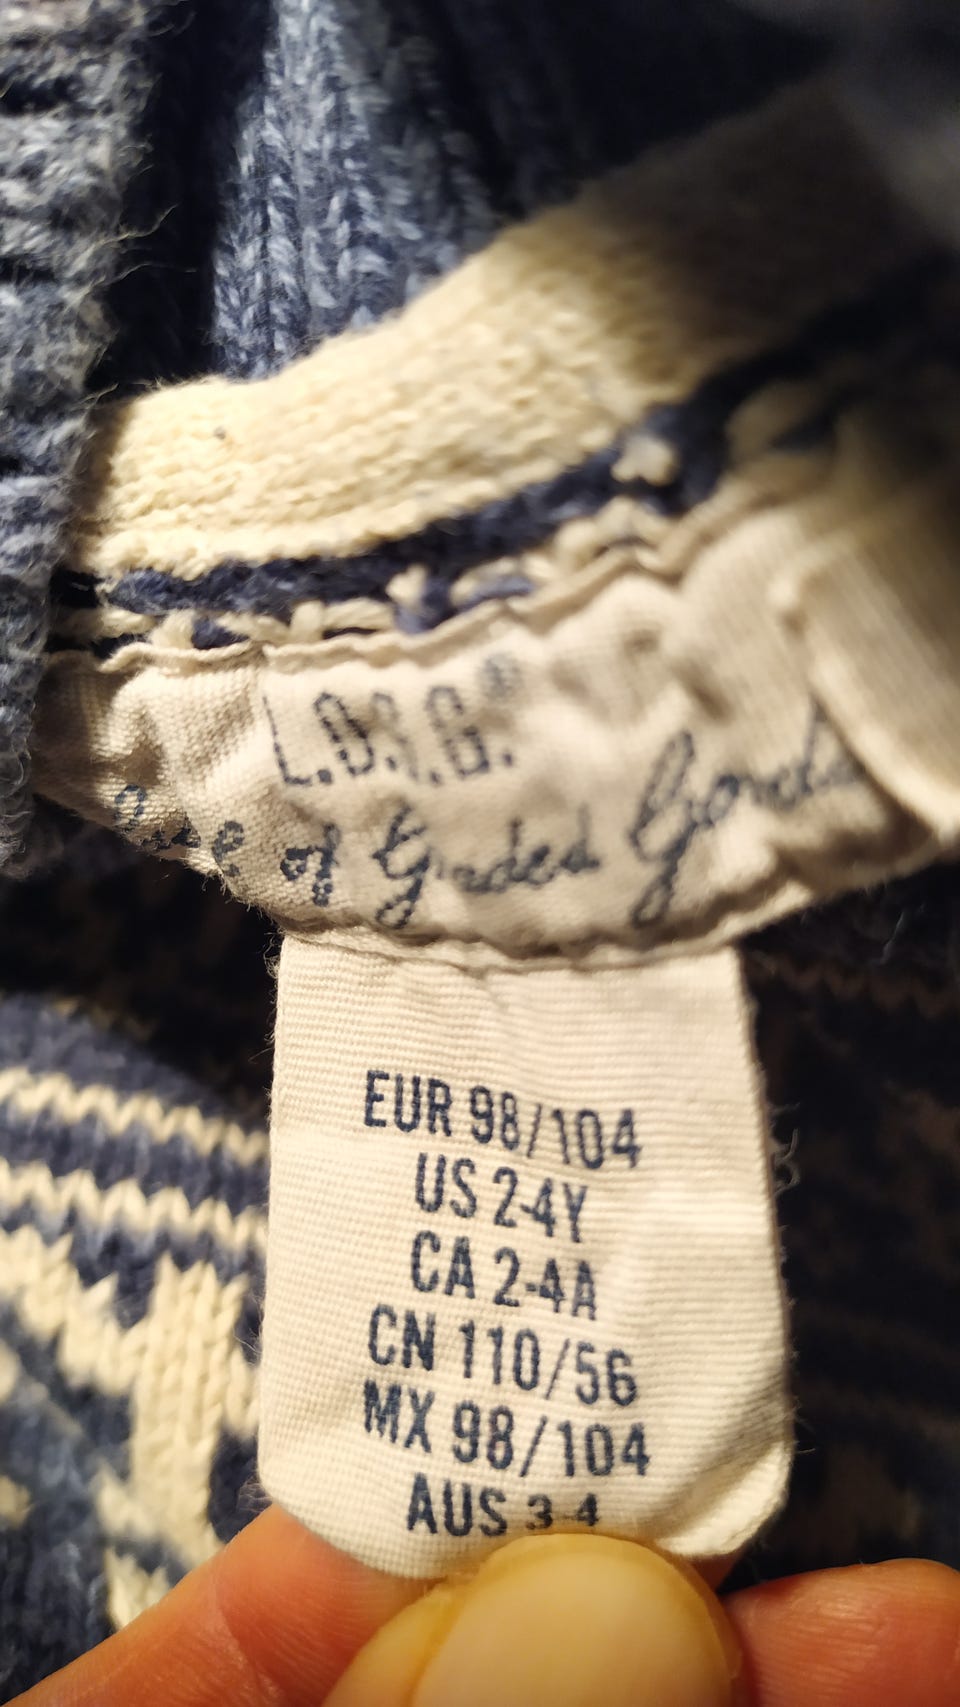 L.O.G.G.®
of Graded Goods
EUR 98/104
US 2-4Y
CA 2-4A
CN 110/56
MX 98/104
AUS 3-4